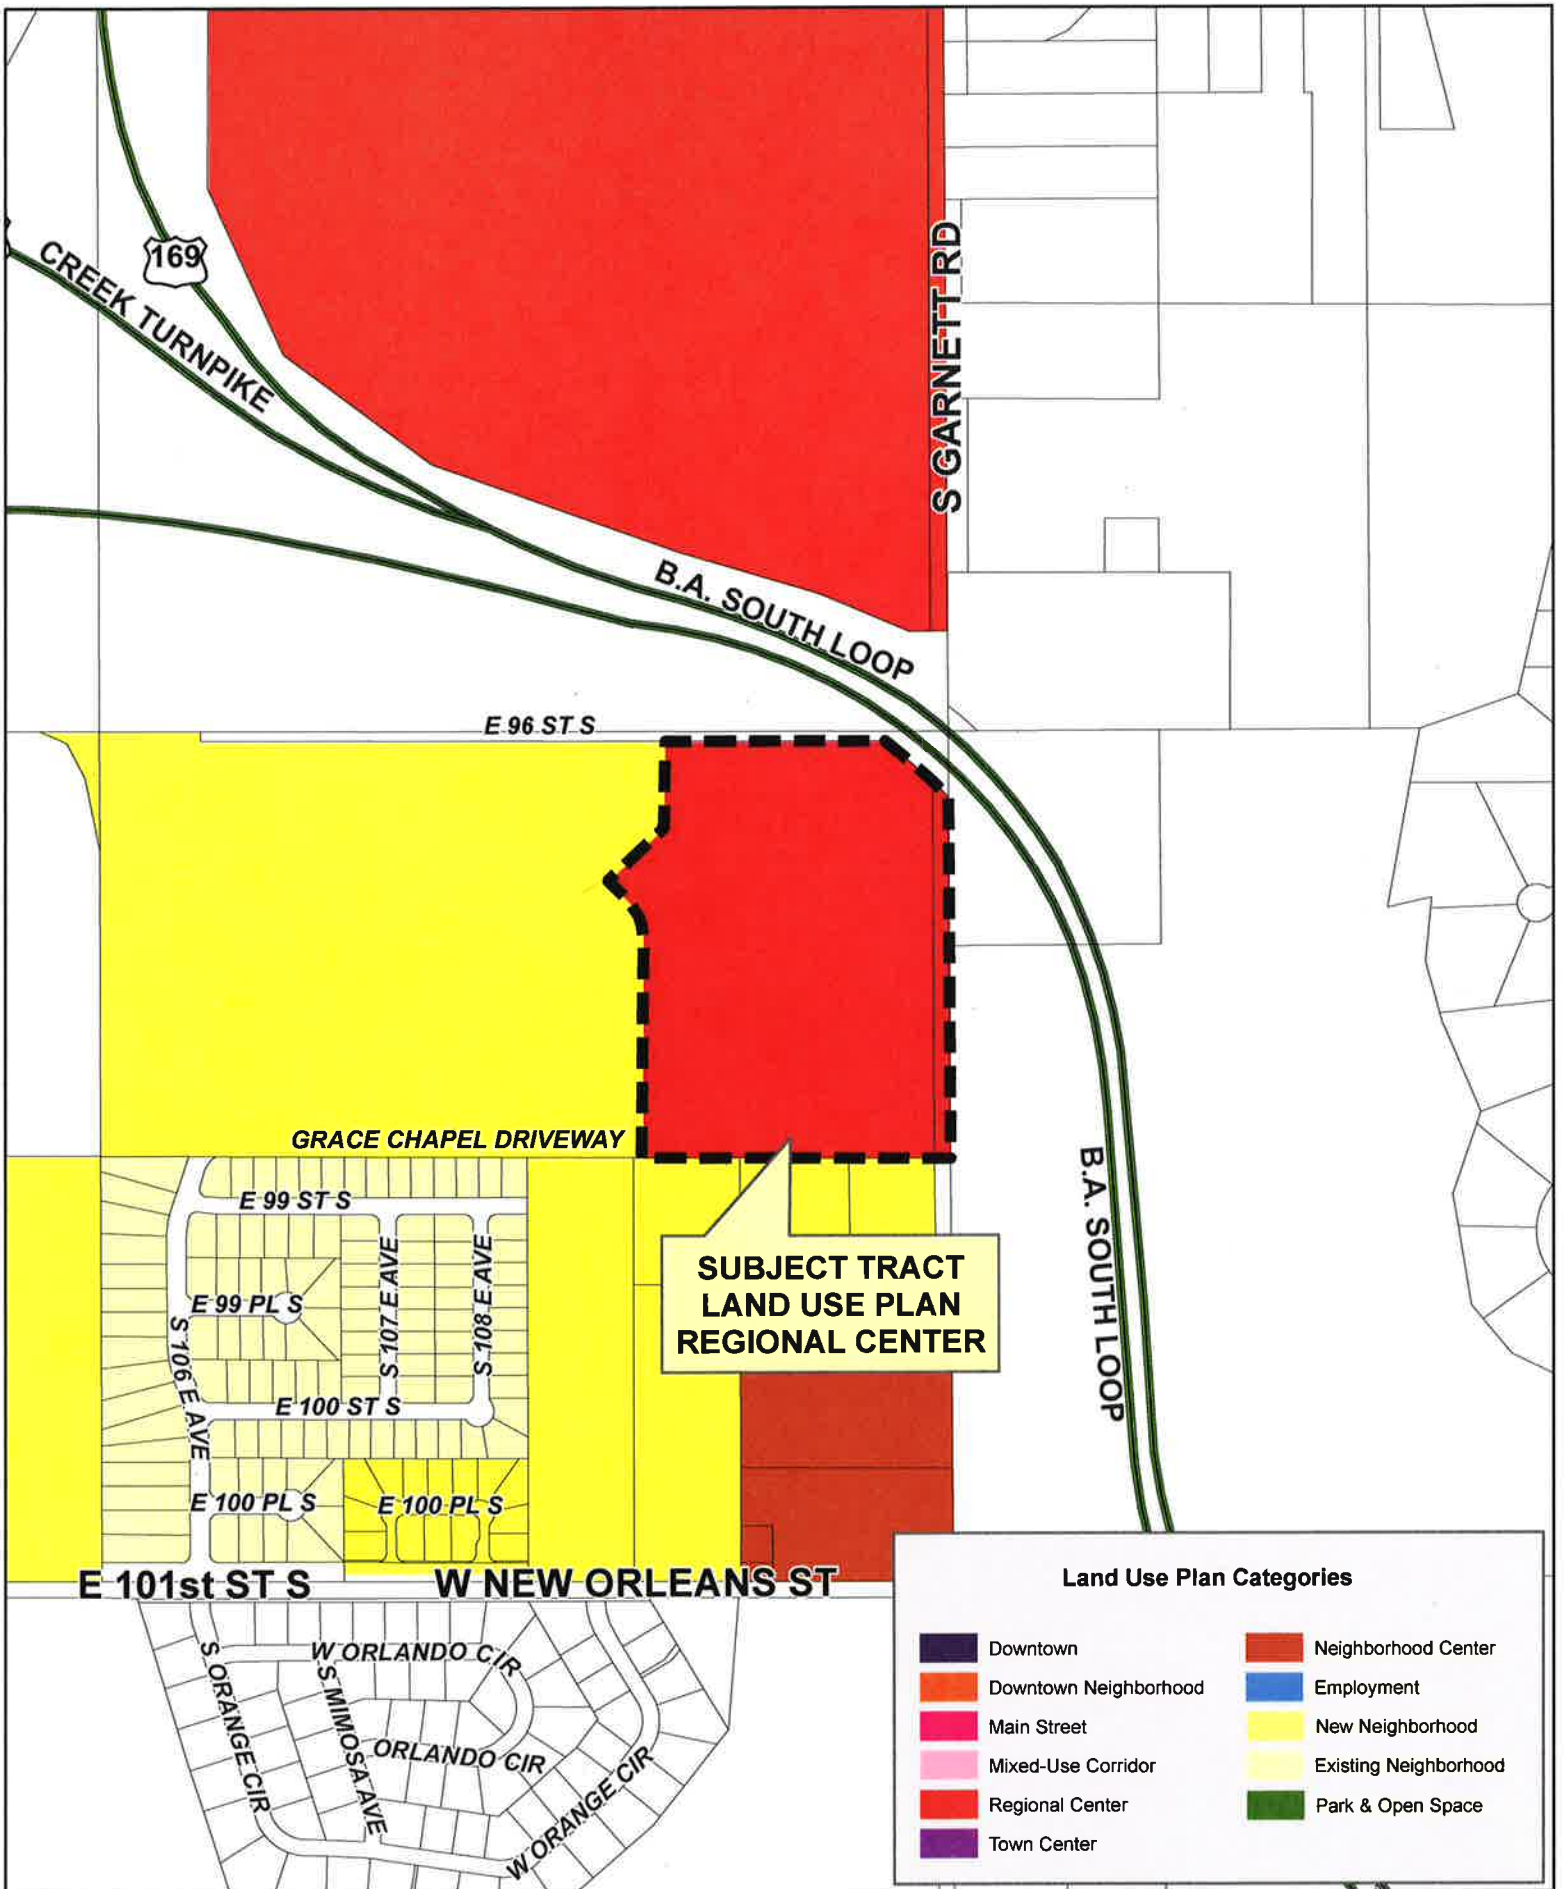 169
CREEK TURNPIKE
S GARNETT RD
B.A. SOUTH LOOP
E 96 ST S
GRACE CHAPEL DRIVEWAY
E 99 ST S
S 107 E AVE
S 108 E AVE
E 99 PL S
S 106 E AVE
E 100 ST S
E 100 PL S
E 100 PL S
SUBJECT TRACT
LAND USE PLAN
REGIONAL CENTER
B.A. SOUTH LOOP
E 101st ST S
W NEW ORLEANS ST
W ORLANDO CIR
S ORANGE CIR
S MIMOSA AVE
ORLANDO CIR
W ORANGE CIR
Land Use Plan Categories
Downtown
Downtown Neighborhood
Main Street
Mixed-Use Corridor
Regional Center
Town Center
Neighborhood Center
Employment
New Neighborhood
Existing Neighborhood
Park & Open Space